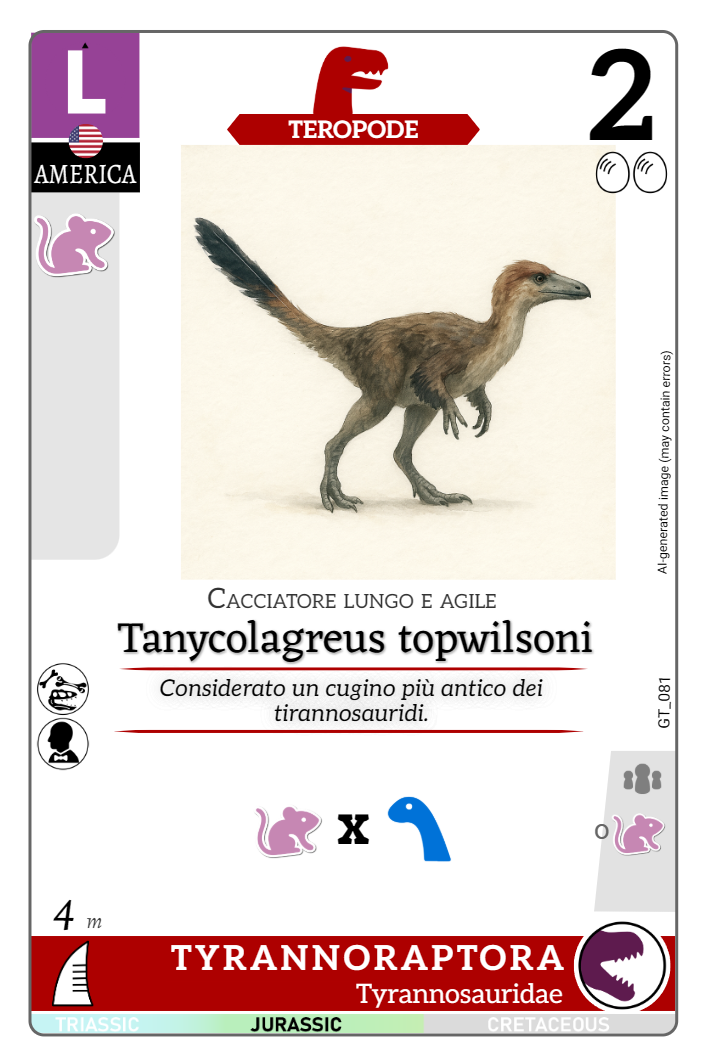 L
AMERICA
TEROPODE
2
AI-generated image (may contain errors)
Cacciatore lungo e agile
Tanycolagreus topwilsoni
Considerato un cugino più antico dei
tirannosauridi.
GT_081
x
o
4 m
TYRANNORAPTORA
Tyrannosauridae
TRIASSIC
JURASSIC
CRETACEOUS